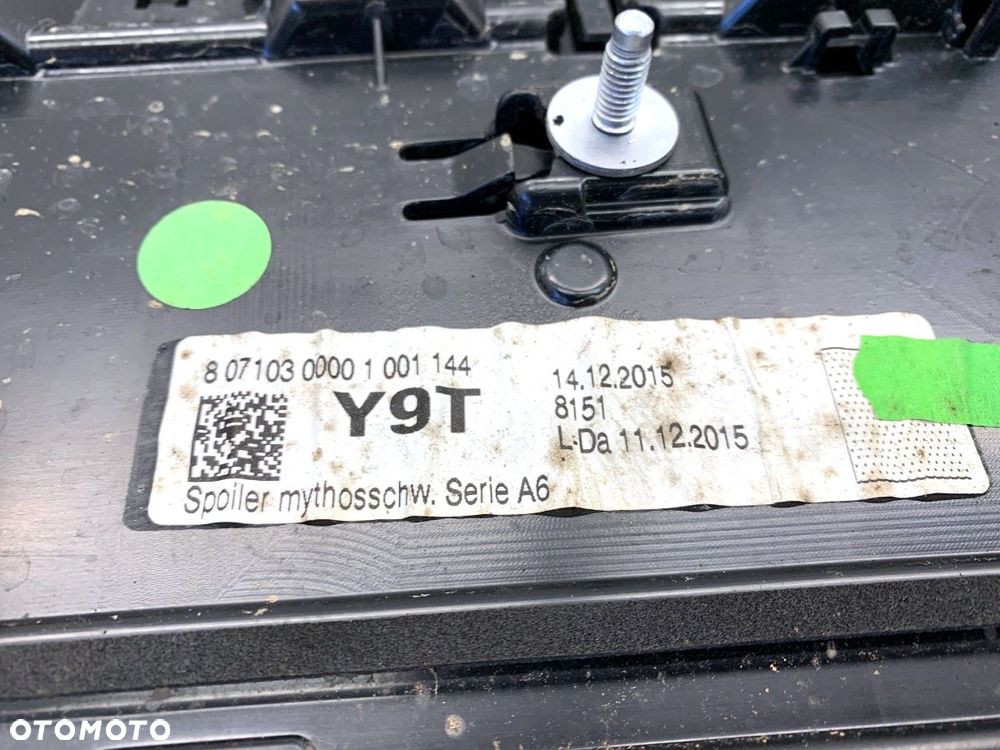 8 07103 0000 1 001 144
Y9T
Spoiler mythosschw. Serie A6
14.12.2015
8151
L-Da 11.12.2015
OTOMOTO